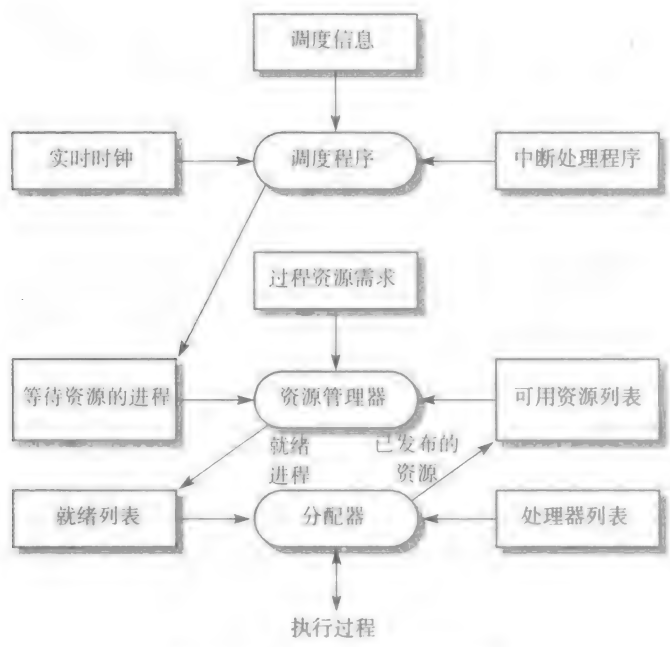 调度信息
实时时钟
调度程序
中断处理程序
过程资源需求
等待资源的进程
资源管理器
可用资源列表
就绪
进程
已发布的
资源
就绪列表
分配器
处理器列表
执行过程